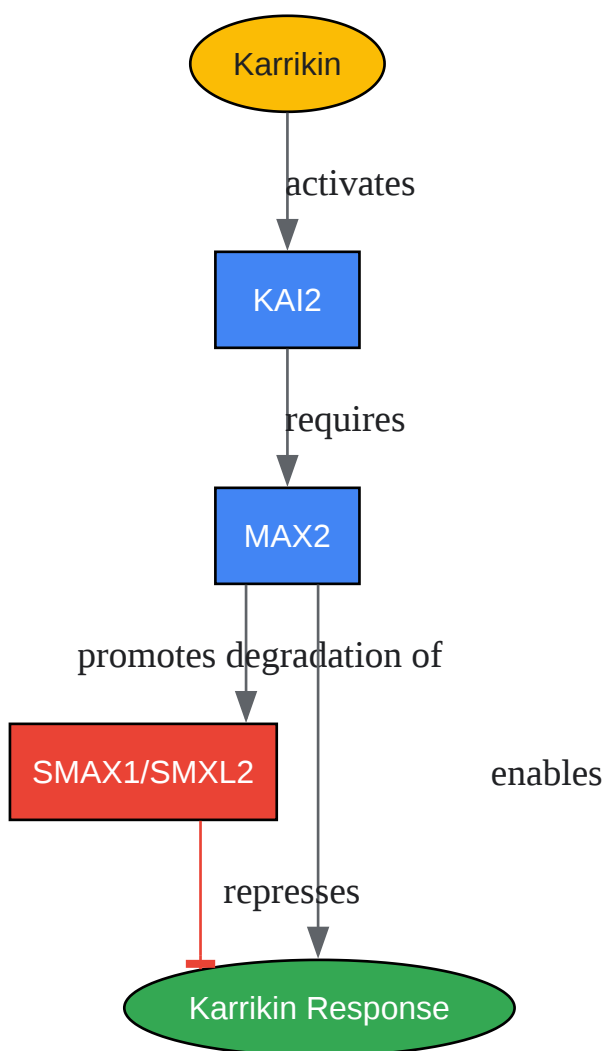 Karrikin
activates
KAI2
requires
MAX2
promotes degradation of
SMAX1/SMXL2
enables
represses
Karrikin Response